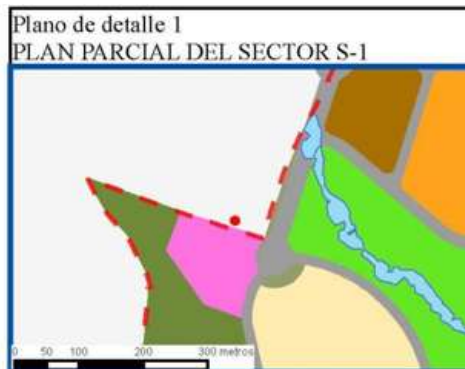 Plano de detalle 1
PLAN PARCIAL DEL SECTOR S-1
0 50 100 200 300 metros